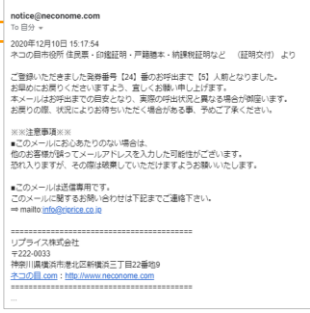 notice@neconome.com
To 自分
2020年12月10日 15:17:54
ネコの目市役所 住民票・印鑑証明・戸籍謄本・納課税証明など （証明交付） より
ご登録いただきました発券番号【24】番のお呼出まで【5】人前となりました。
お早めにお戻りくださいますよう、宜しくお願い申し上げます。
本メールはお呼出までの目安となり、実際の呼出状況と異なる場合が御座います。
お戻りの際、状況によりお待ちいただく場合がある事、予めご了承ください。
※※注意事項※※
■このメールにお心あたりのない場合は、
他のお客様が誤ってメールアドレスを入力した可能性がございます。
恐れ入りますが、その際は破棄していただけますようお願いいたします。
■このメールは送信専用です。
このメールに関するお問い合わせは下記までご連絡下さい。
⇒ mailto:info@riprice.co.jp
=========================================
リプライス株式会社
〒222-0033
神奈川県横浜市港北区新横浜三丁目22番地9
ネコの目.com：http://www.neconome.com
=========================================
...